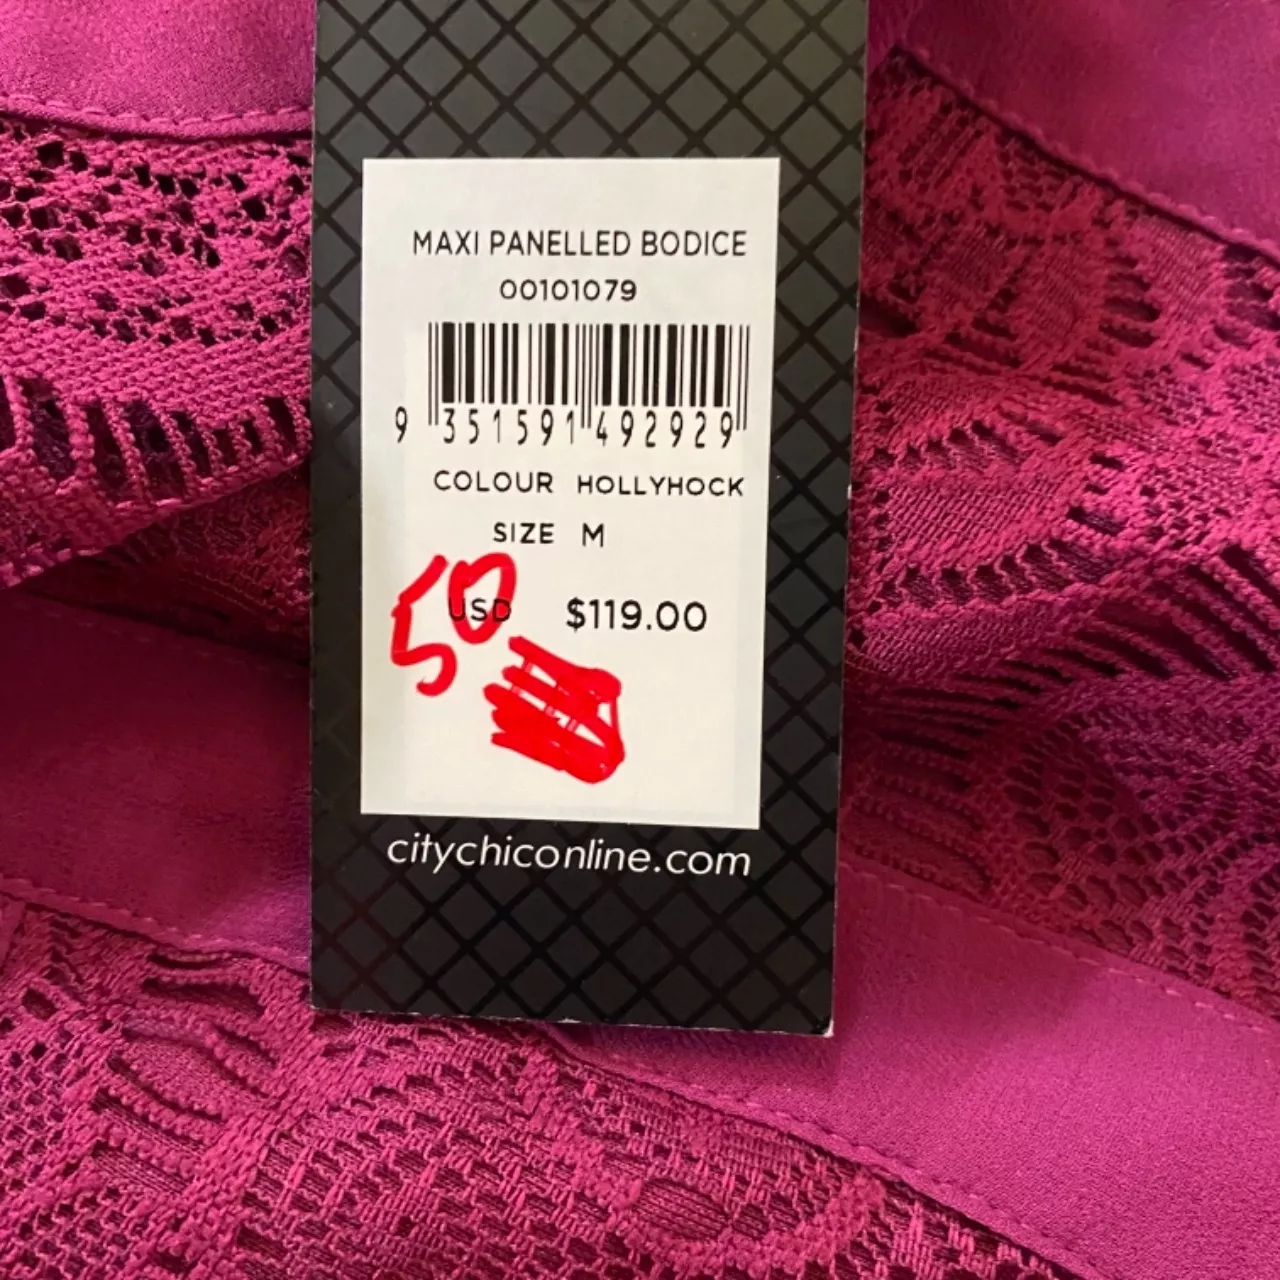 MAXI PANELLED BODICE
00101079
9 351591 492929
COLOUR HOLLYHOCK
SIZE M
50
USD $119.00
citychiconline.com